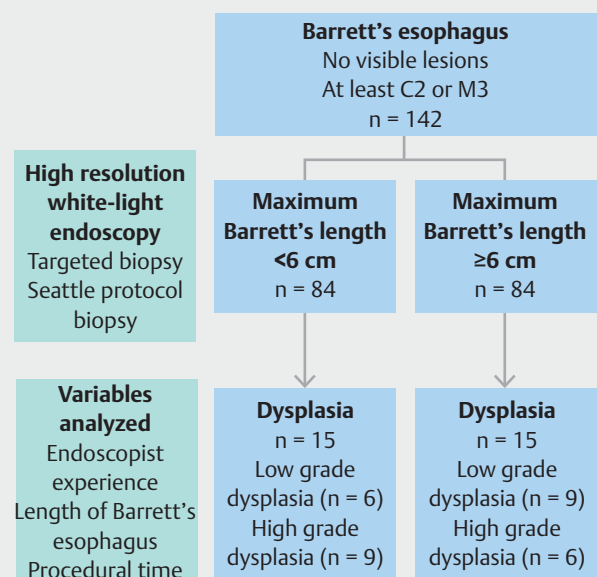 Barrett’s esophagus
No visible lesions
At least C2 or M3
n = 142
High resolution
white-light
endoscopy
Targeted biopsy
Seattle protocol
biopsy
Maximum
Barrett’s length
<6 cm
n = 84
Maximum
Barrett’s length
≥6 cm
n = 84
Variables
analyzed
Endoscopist
experience
Length of Barrett’s
esophagus
Procedural time
Dysplasia
n = 15
Low grade
dysplasia (n = 6)
High grade
dysplasia (n = 9)
Dysplasia
n = 15
Low grade
dysplasia (n = 9)
High grade
dysplasia (n = 6)